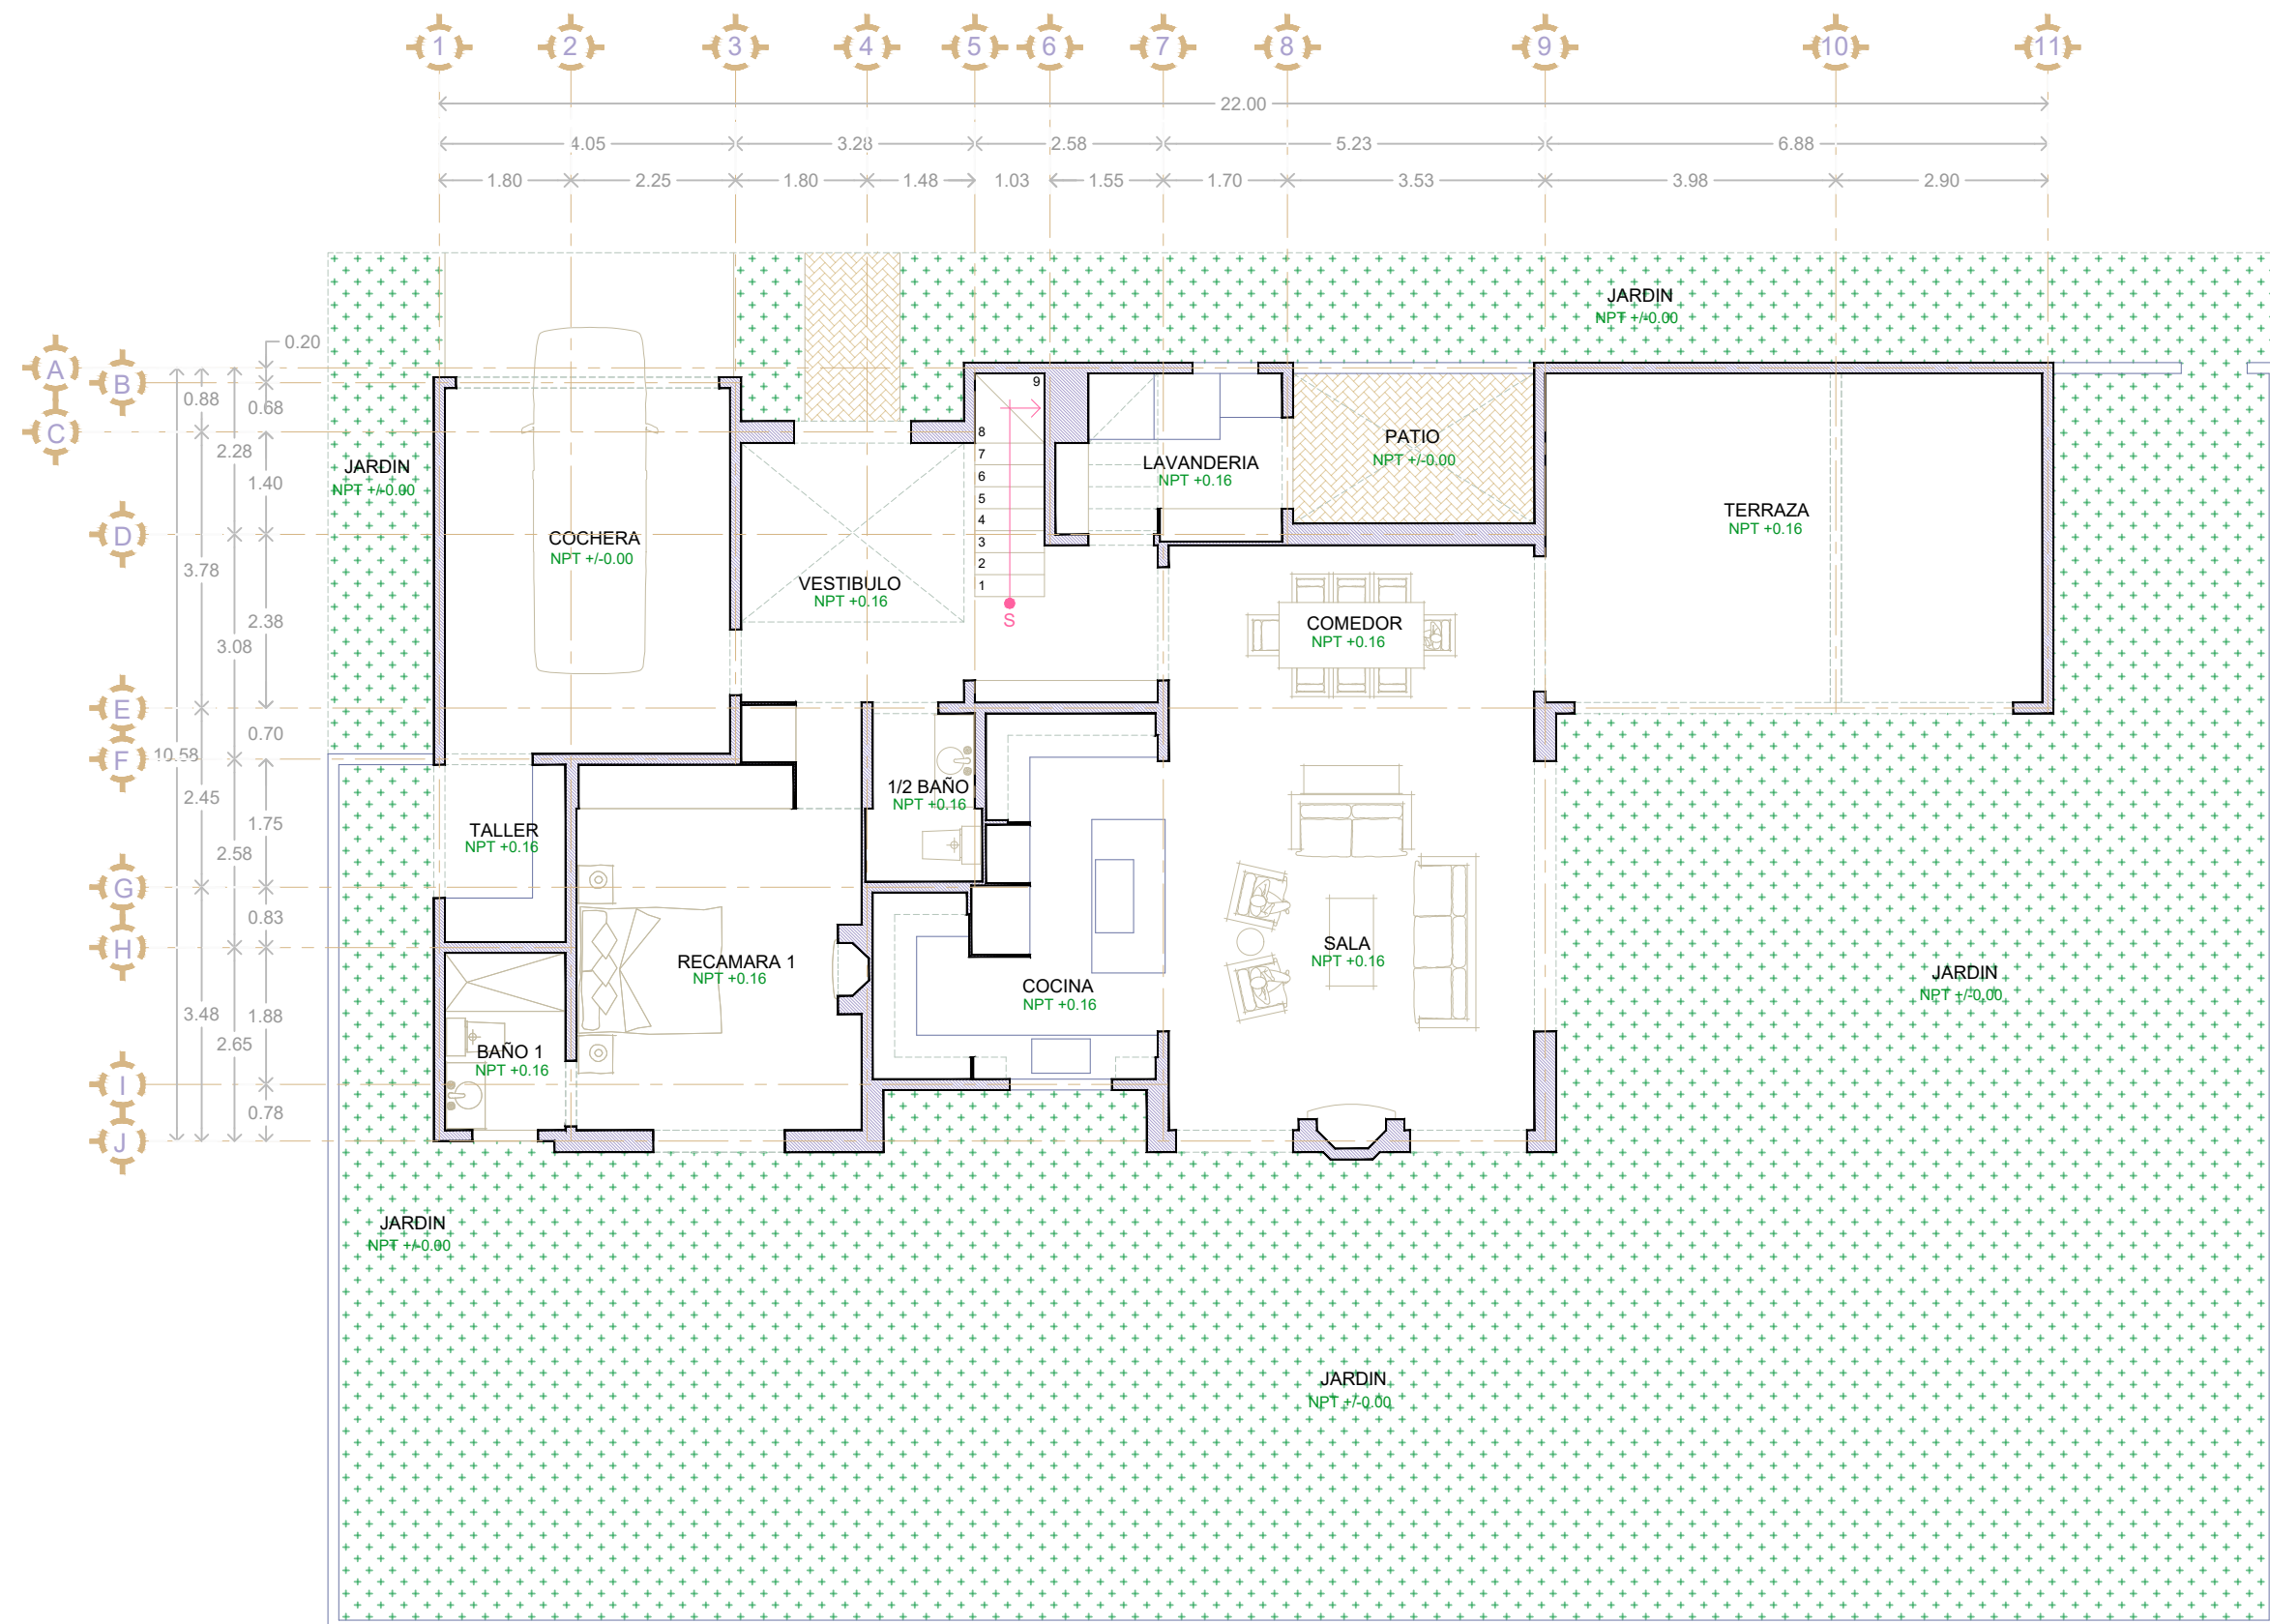 1 2 3 4 5 6 7 8 9 10 11
22.00
4.05 3.28 2.58 5.23 6.88
1.80 2.25 1.80 1.48 1.03 1.55 1.70 3.53 3.98 2.90
JARDIN
NPT +/-0.00
0.20
A
B
0.88
0.68
C
9
8
7
6
5
4
3
2
1
S
2.28
1.40
JARDIN
NPT +/-0.00
PATIO
NPT +/-0.00
LAVANDERIA
NPT +0.16
TERRAZA
NPT +0.16
D
COCHERA
NPT +/-0.00
3.78
VESTIBULO
NPT +0.16
2.38
3.08
COMEDOR
NPT +0.16
E
0.70
10.58
F
2.45
1/2 BAÑO
NPT +0.16
1.75
TALLER
NPT +0.16
2.58
G
0.83
H
SALA
NPT +0.16
RECAMARA 1
NPT +0.16
JARDIN
NPT +/-0.00
COCINA
NPT +0.16
3.48
1.88
2.65
BAÑO 1
NPT +0.16
I
0.78
J
JARDIN
NPT +/-0.00
JARDIN
NPT +/-0.00